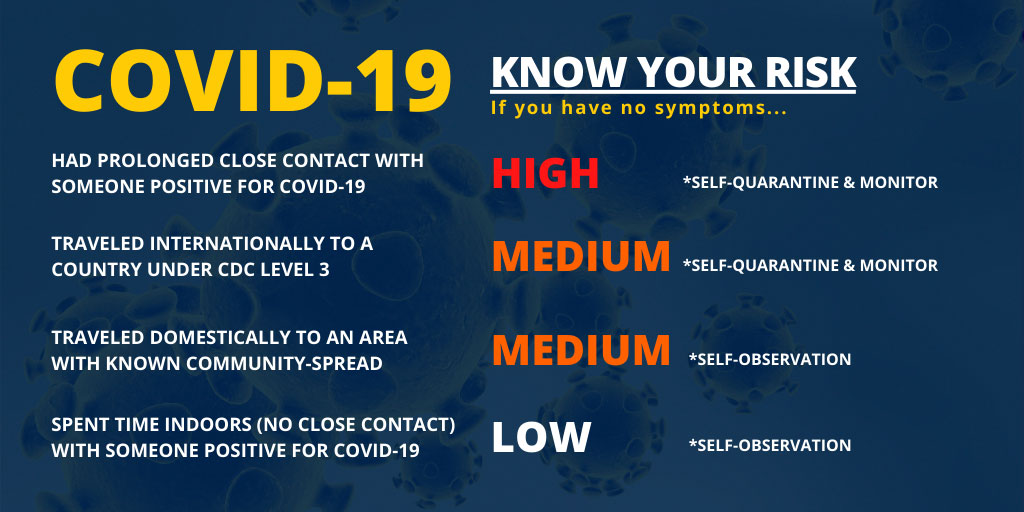 COVID-19
KNOW YOUR RISK
If you have no symptoms...
HAD PROLONGED CLOSE CONTACT WITH
SOMEONE POSITIVE FOR COVID-19
HIGH
*SELF-QUARANTINE & MONITOR
TRAVELED INTERNATIONALLY TO A
COUNTRY UNDER CDC LEVEL 3
MEDIUM
*SELF-QUARANTINE & MONITOR
TRAVELED DOMESTICALLY TO AN AREA
WITH KNOWN COMMUNITY-SPREAD
MEDIUM
*SELF-OBSERVATION
SPENT TIME INDOORS (NO CLOSE CONTACT)
WITH SOMEONE POSITIVE FOR COVID-19
LOW
*SELF-OBSERVATION